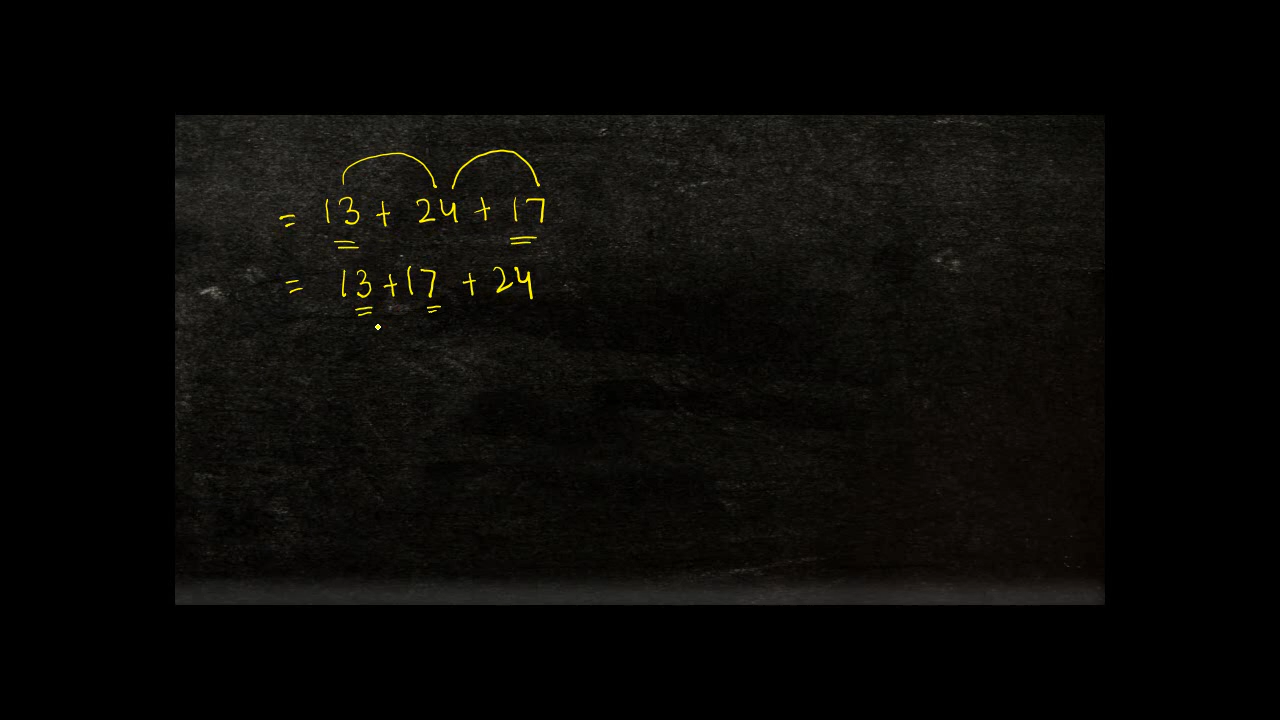 = 13 + 24 + 17
= 13 + 17 + 24